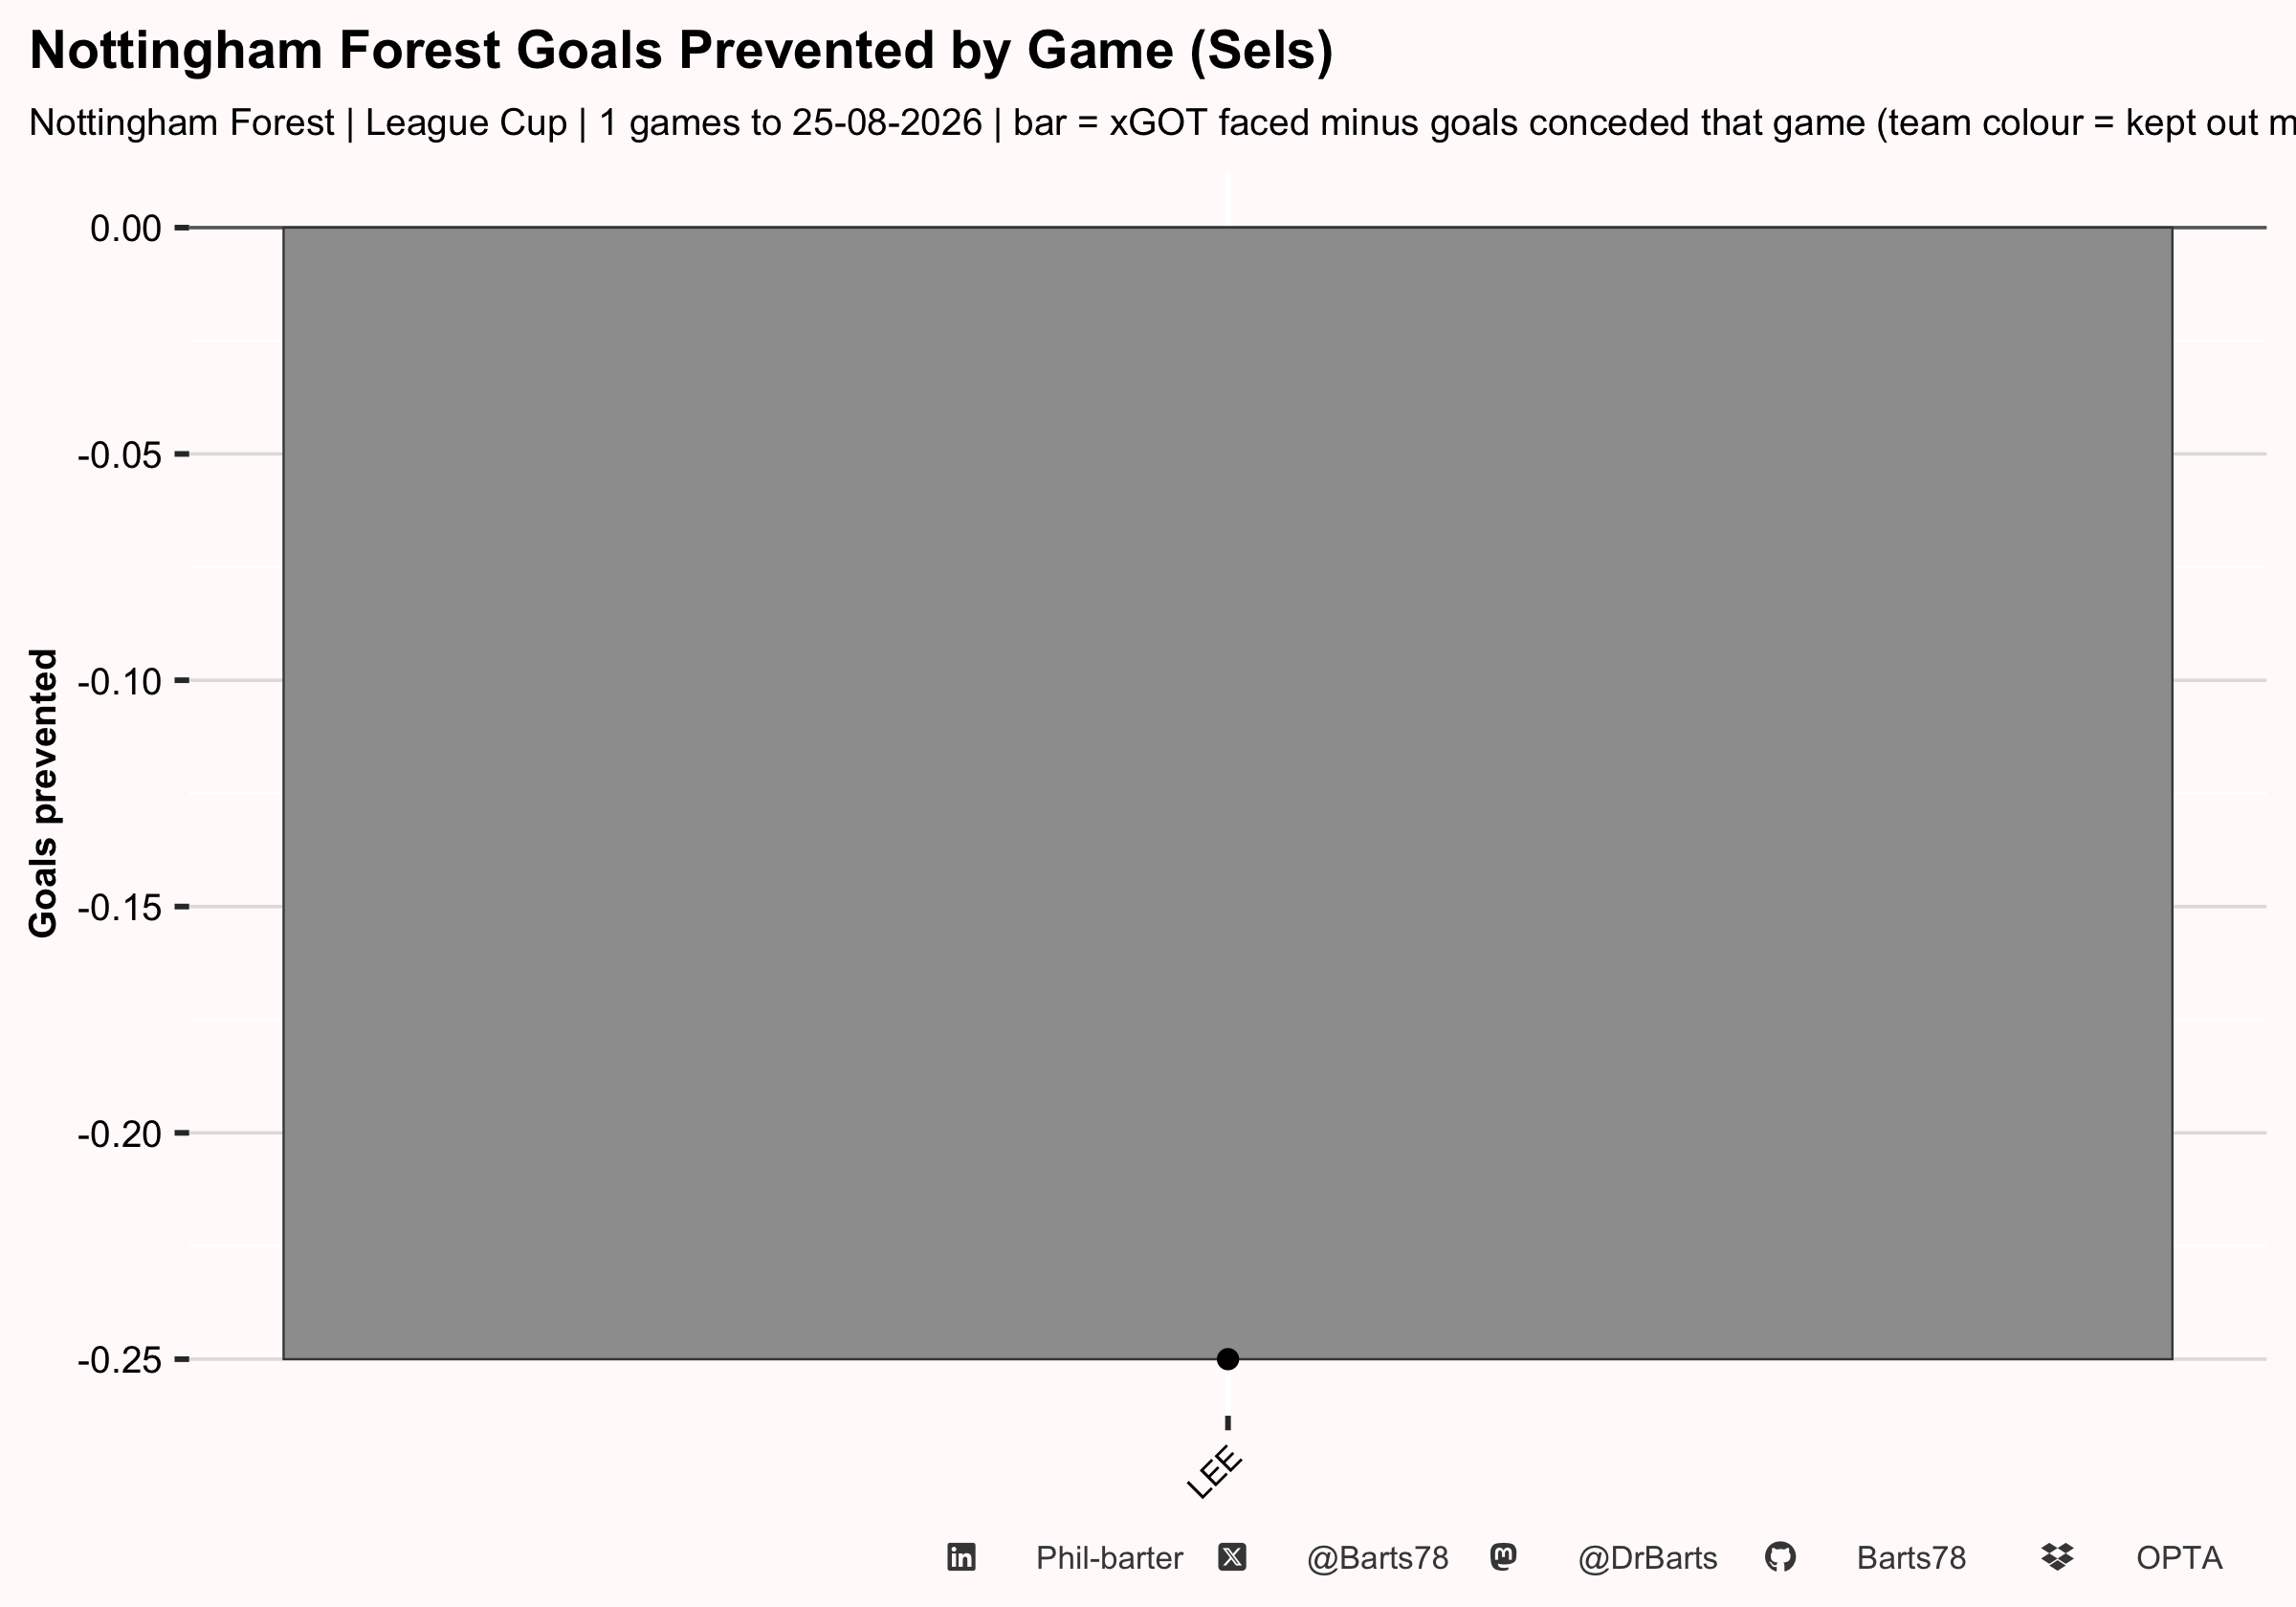 Nottingham Forest Goals Prevented by Game (Sels)
Nottingham Forest | League Cup | 1 games to 25-08-2026 | bar = xGOT faced minus goals conceded that game (team colour = kept out m
Goals prevented
0.00
-0.05
-0.10
-0.15
-0.20
-0.25
LEE
Phil-barter @Barts78 @DrBarts Barts78 OPTA